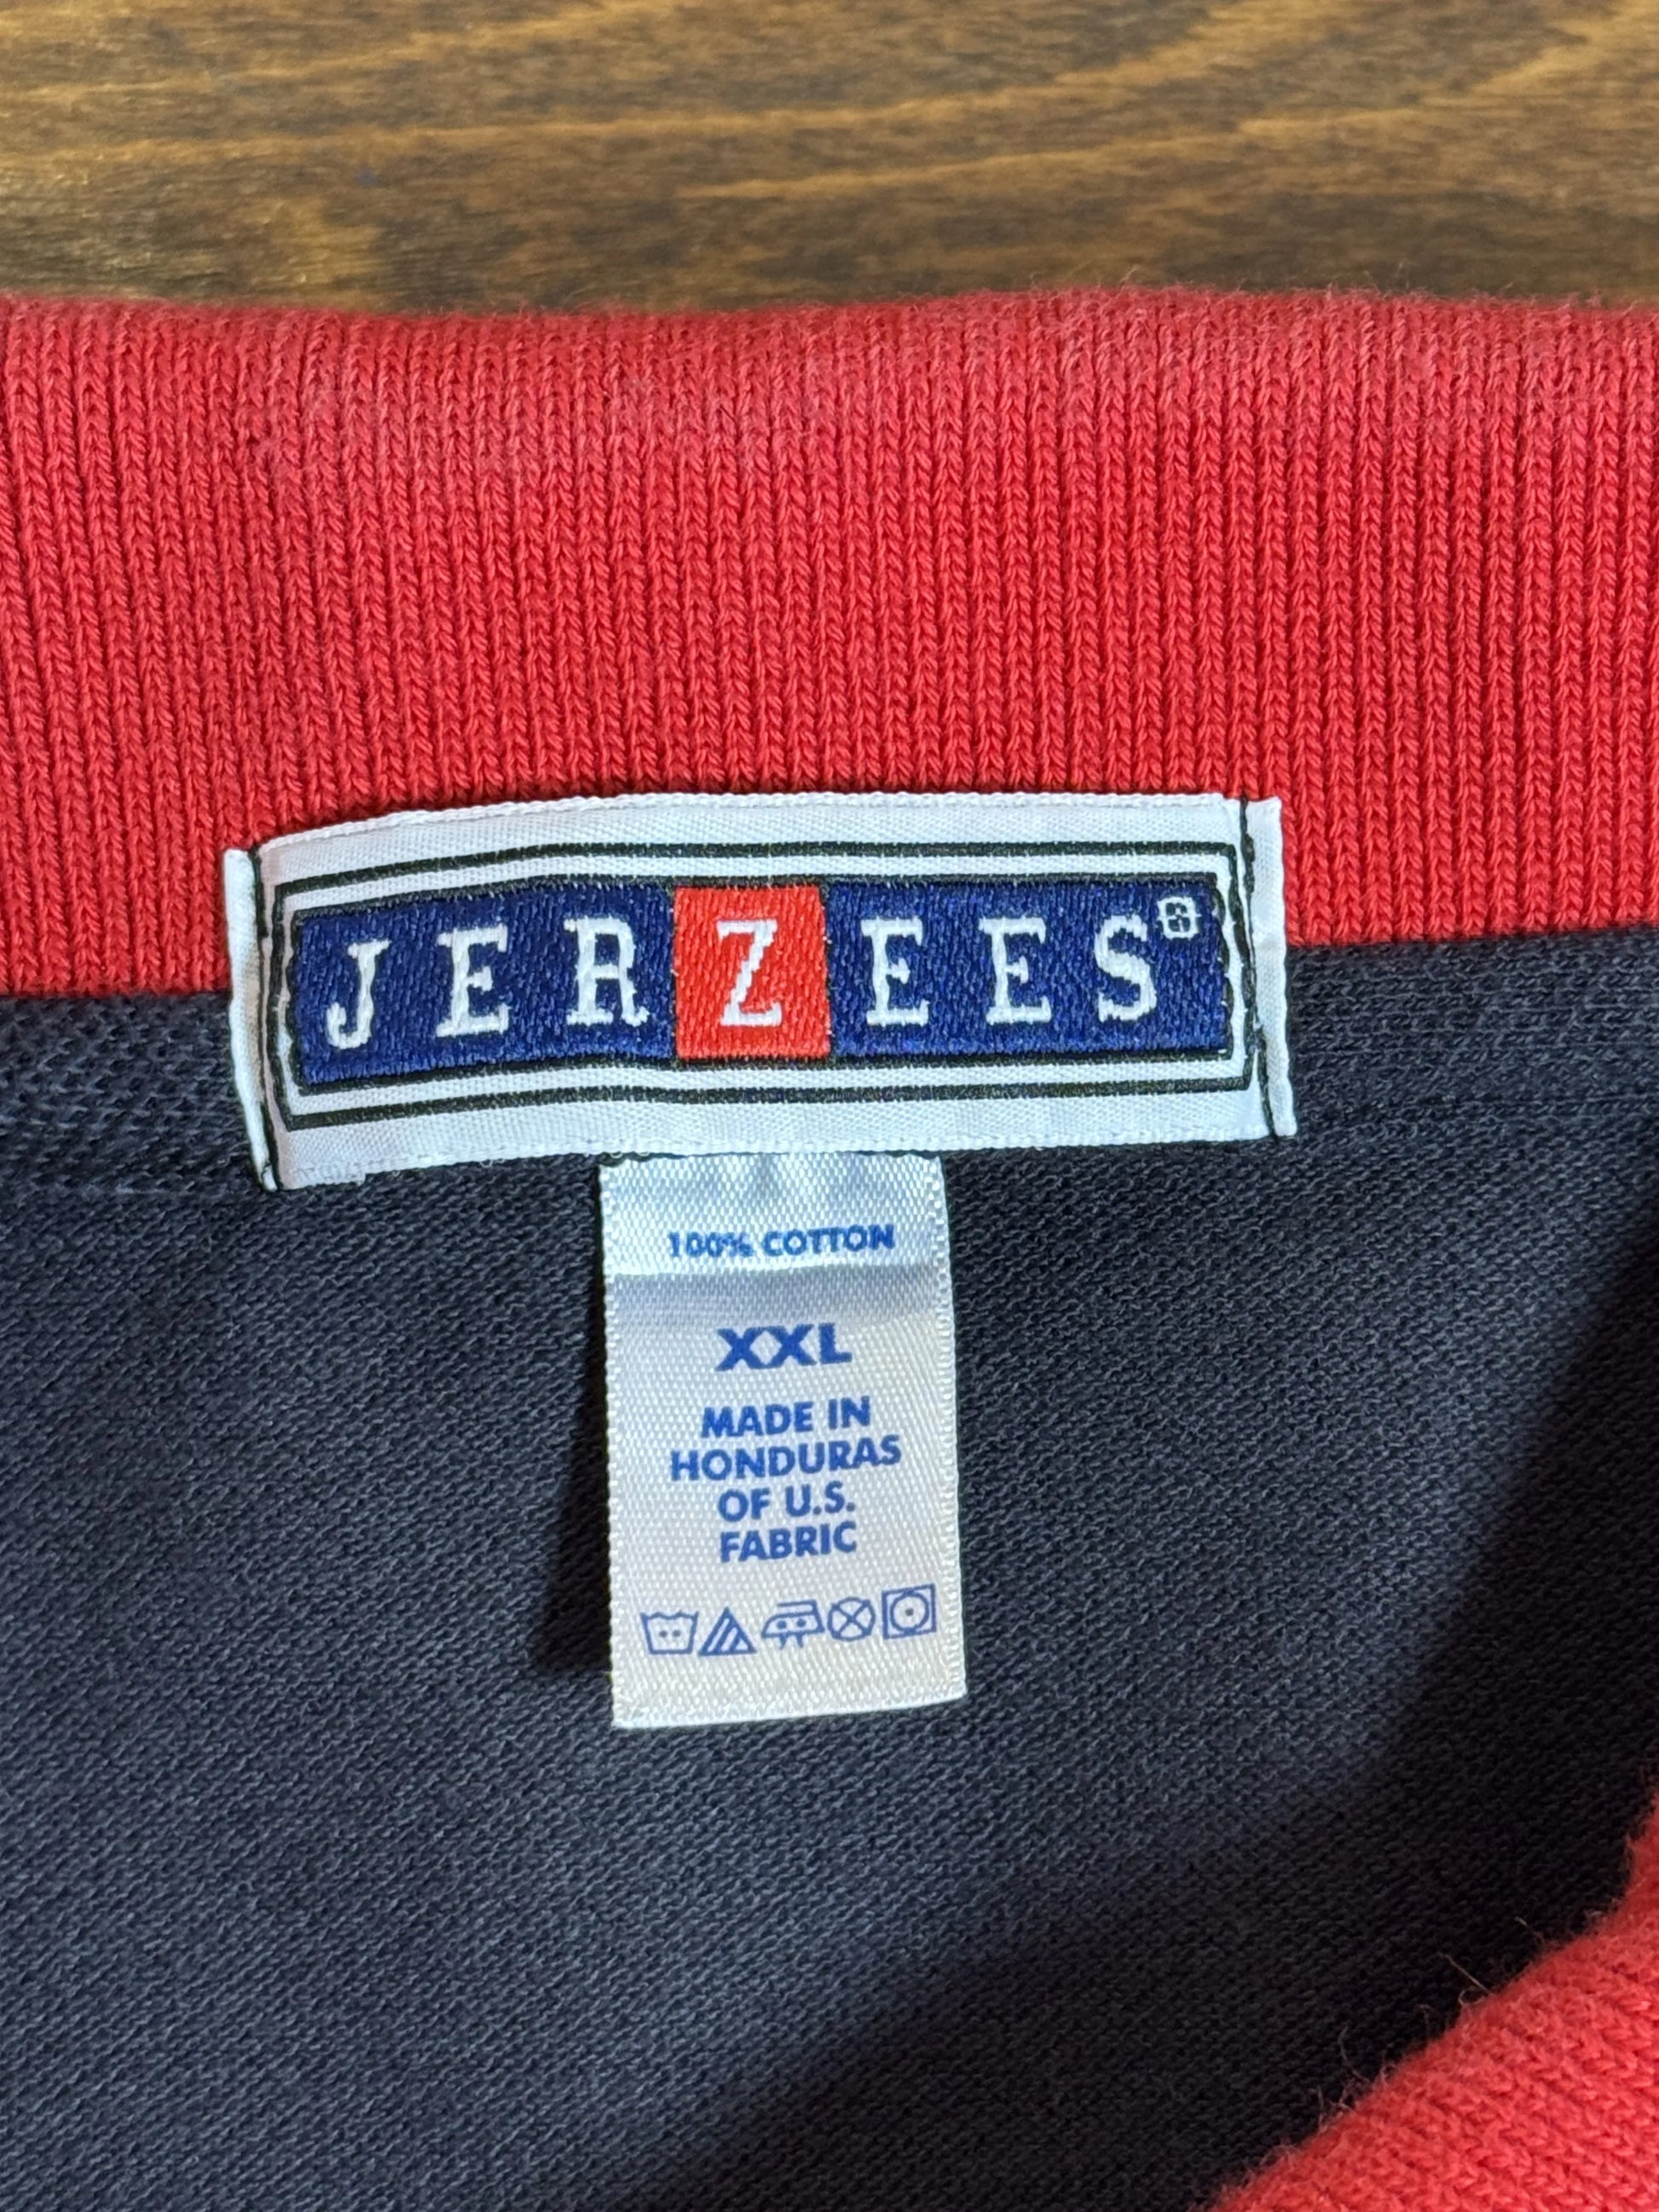 JERZEES®
100% COTTON
XXL
MADE IN
HONDURAS
OF U.S.
FABRIC